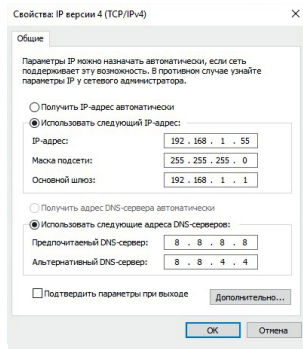 Свойства: IP версии 4 (TCP/IPv4)
Общие
Параметры IP можно назначать автоматически, если сеть
поддерживает эту возможность. В противном случае узнайте
параметры IP у сетевого администратора.
Получить IP-адрес автоматически
Использовать следующий IP-адрес:
IP-адрес: 192 . 168 . 1 . 55
Маска подсети: 255 . 255 . 255 . 0
Основной шлюз: 192 . 168 . 1 . 1
Получить адрес DNS-сервера автоматически
Использовать следующие адреса DNS-серверов:
Предпочитаемый DNS-сервер: 8 . 8 . 8 . 8
Альтернативный DNS-сервер: 8 . 8 . 4 . 4
Подтвердить параметры при выходе
Дополнительно...
OK Отмена